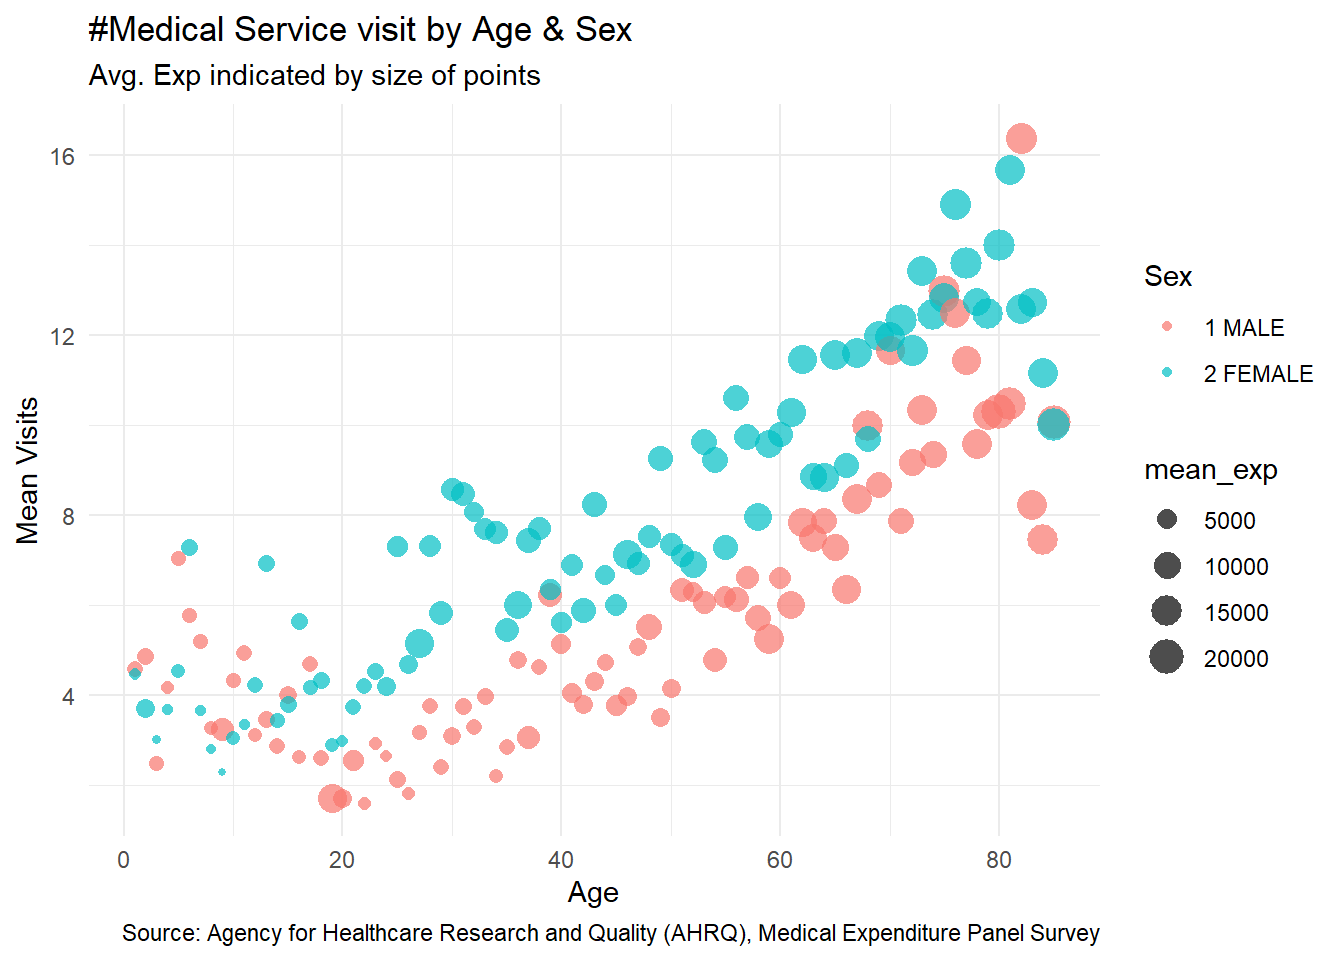 #Medical Service visit by Age & Sex
Avg. Exp indicated by size of points
16
12
8
4
Mean Visits
0 20 40 60 80
Age
Sex
1 MALE
2 FEMALE
mean_exp
5000
10000
15000
20000
Source: Agency for Healthcare Research and Quality (AHRQ), Medical Expenditure Panel Survey